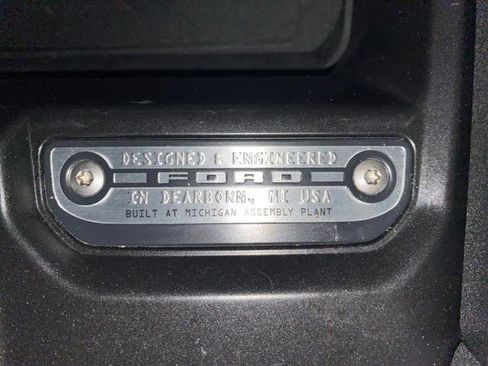 DESIGNED & ENGINEERED
FORD
IN DEARBORN, MI USA
BUILT AT MICHIGAN ASSEMBLY PLANT